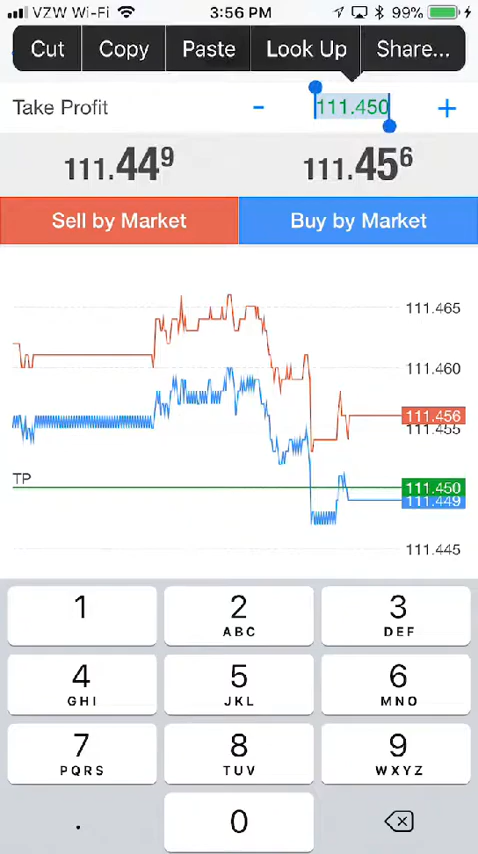 VZW Wi-Fi 3:56 PM 99%
Cut Copy Paste Look Up Share...
Take Profit - 111.450 +
111.449 111.456
Sell by Market Buy by Market
111.465
111.460
111.456
111.455
TP
111.450
111.449
111.445
1 2 3
ABC DEF
4 5 6
GHI JKL MNO
7 8 9
PQRS TUV WXYZ
. 0